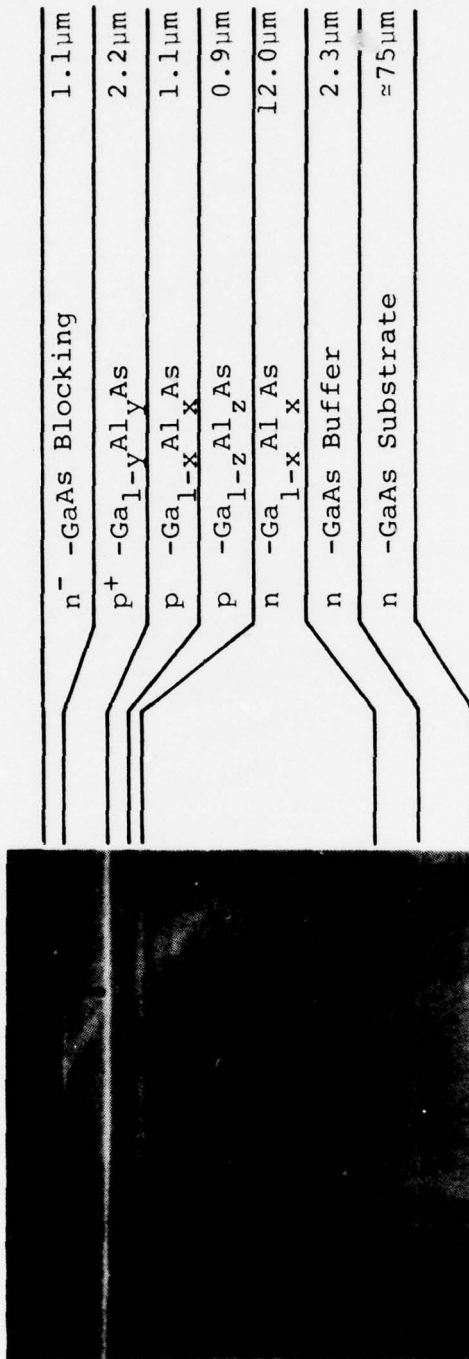 n⁻ -GaAs Blocking 1.1μm
p⁺ -Ga₁₋yAlyAs 2.2μm
p -Ga₁₋ₓAlₓAs 1.1μm
p -Ga₁₋zAlzAs 0.9μm
n -Ga₁₋ₓAlₓAs 12.0μm
n -GaAs Buffer 2.3μm
n -GaAs Substrate ≃75μm